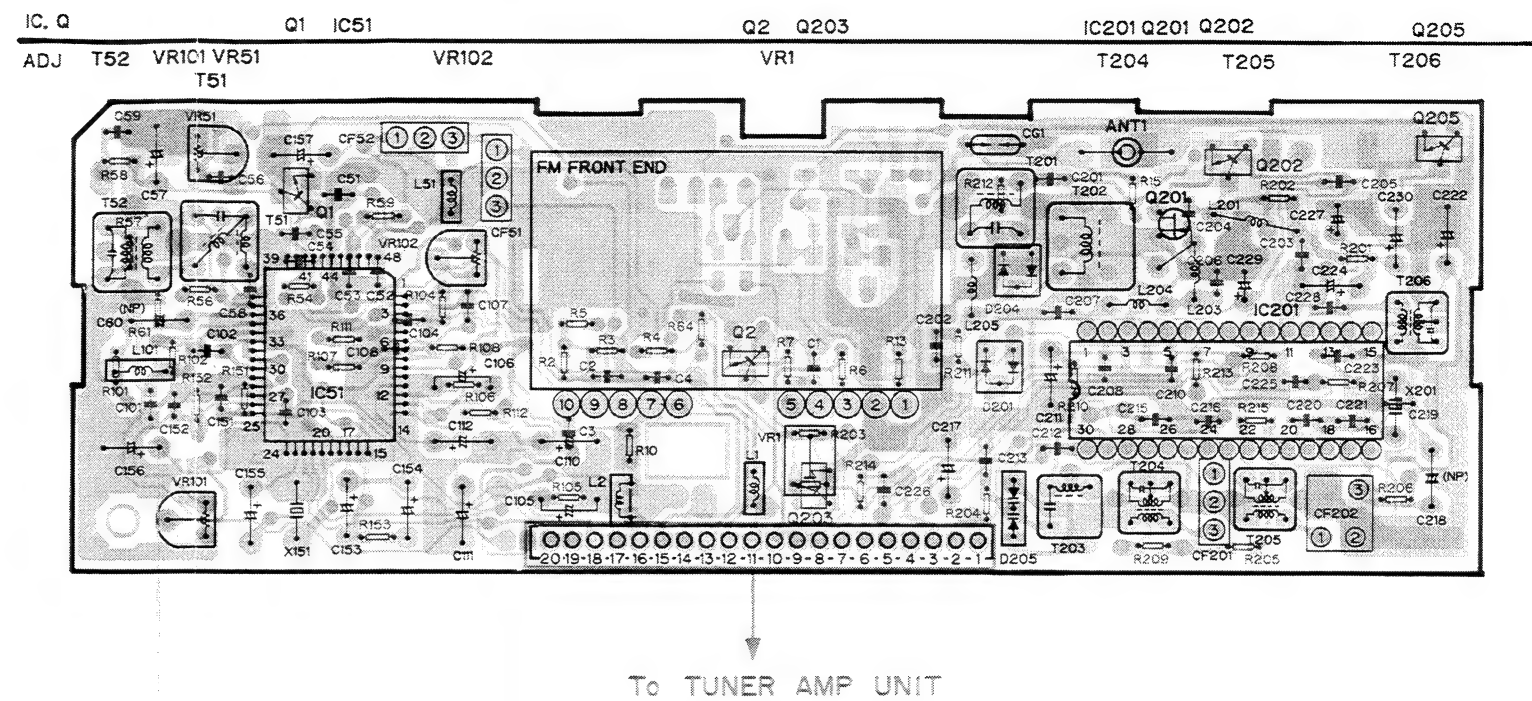 IC, Q Q1 IC51 Q2 Q203 IC201 Q201 Q202 Q205
ADJ T52 VR101 VR51 VR102 VR1 T204 T205 T206
T51
C59 VR51 C157 CF52 1 2 3 CG1 ANT1 Q205
1 FM FRONT END T201 Q202
R58 C57 C56 C51 L51 2 R212 C201 T202 R15 R202 C205 C222
T52 R57 T51 Q1 R59 3 Q201 L201 C227 C230
C55 VR102 CF51 C204 C203 R201
39 C54 41 44 48 L206 C229 C224
R56 R54 C53 C52 1 R104 C107 D204 L204 C228 T206
(NP) C58 36 3 R5 R64 C202 L205 C207 L203 IC201
C60 R61 C102 R111 C104 Q2
L101 R102 33 C108 6 R108 R2 R3 R4 R7 C1 R13 1 3 5 7 9 11 13 15
R107 9 C106 R6 R211 R213 R208 C223
R101 R152 R151 30 IC51 R106 C2 C4 C208 C210 C225 R207 X201
C101 27 C103 12 R112 10 9 8 7 6 5 4 3 2 1 D201 C211 R210 C215 C216 R215 C220 C221 C219
C152 C151 25 20 17 14 C112 C3 VR1 R203 C217 C212 30 28 26 24 22 20 18 16
C156 24 15 C110 R10 L1 R214 C213
VR101 C155 C154 C105 R105 L2 C226 R204 T204 1 2 3 3 R206 (NP)
X151 C153 R153 C111 Q203 CF202 C218
20-19-18-17-16-15-14-13-12-11-10-9-8-7-6-5-4-3-2-1 D205 T203 R209 CF201 T205 R205 1 2
To TUNER AMP UNIT